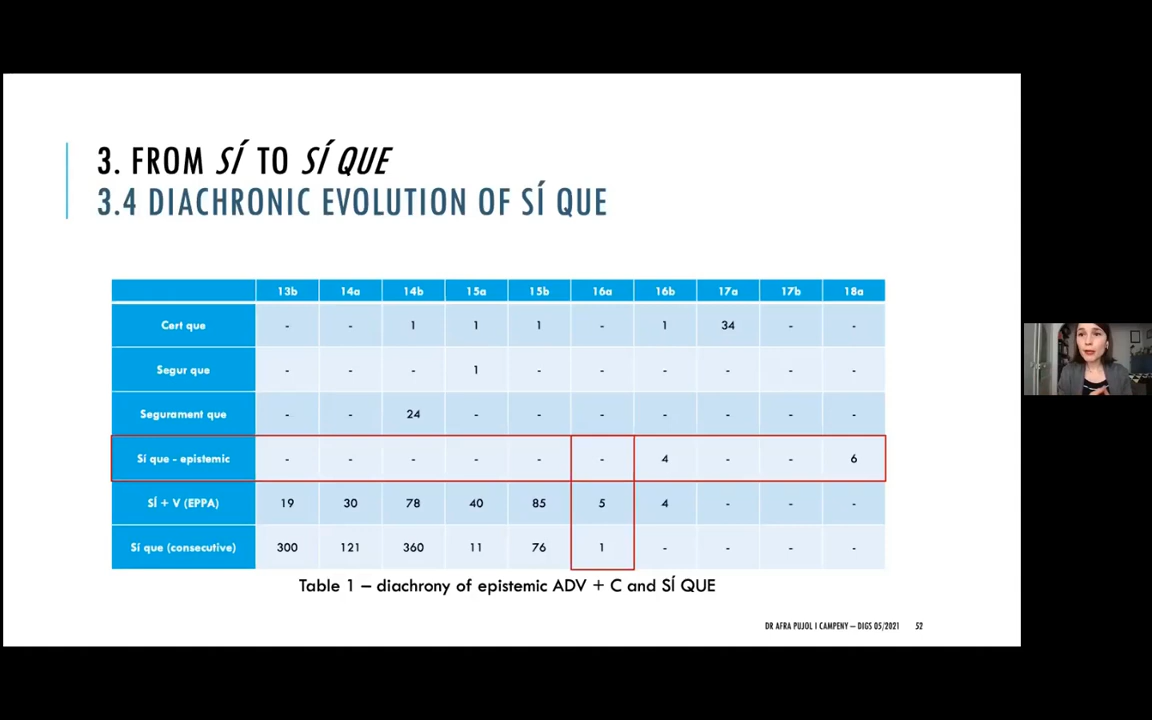 3. FROM SÍ TO SÍ QUE
3.4 DIACHRONIC EVOLUTION OF SÍ QUE
13b 14a 14b 15a 15b 16a 16b 17a 17b 18a
Cert que - - 1 1 1 - 1 34 - -
Segur que - - - 1 - - - - - -
Segurament que - - 24 - - - - - - -
Sí que - epistemic - - - - - - 4 - - 6
SÍ + V (EPPA) 19 30 78 40 85 5 4 - - -
Sí que (consecutive) 300 121 360 11 76 1 - - - -
Table 1 – diachrony of epistemic ADV + C and SÍ QUE
DR AFRA PUJOL I CAMPENY – DIGS 05/2021 52